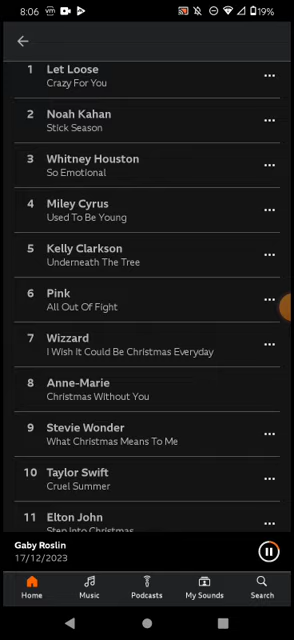 8:06
vm
19%
1
Let Loose
Crazy For You
2
Noah Kahan
Stick Season
3
Whitney Houston
So Emotional
4
Miley Cyrus
Used To Be Young
5
Kelly Clarkson
Underneath The Tree
6
Pink
All Out Of Fight
7
Wizzard
I Wish It Could Be Christmas Everyday
8
Anne-Marie
Christmas Without You
9
Stevie Wonder
What Christmas Means To Me
10
Taylor Swift
Cruel Summer
11
Elton John
Step Into Christmas
Gaby Roslin
17/12/2023
Home
Music
Podcasts
My Sounds
Search